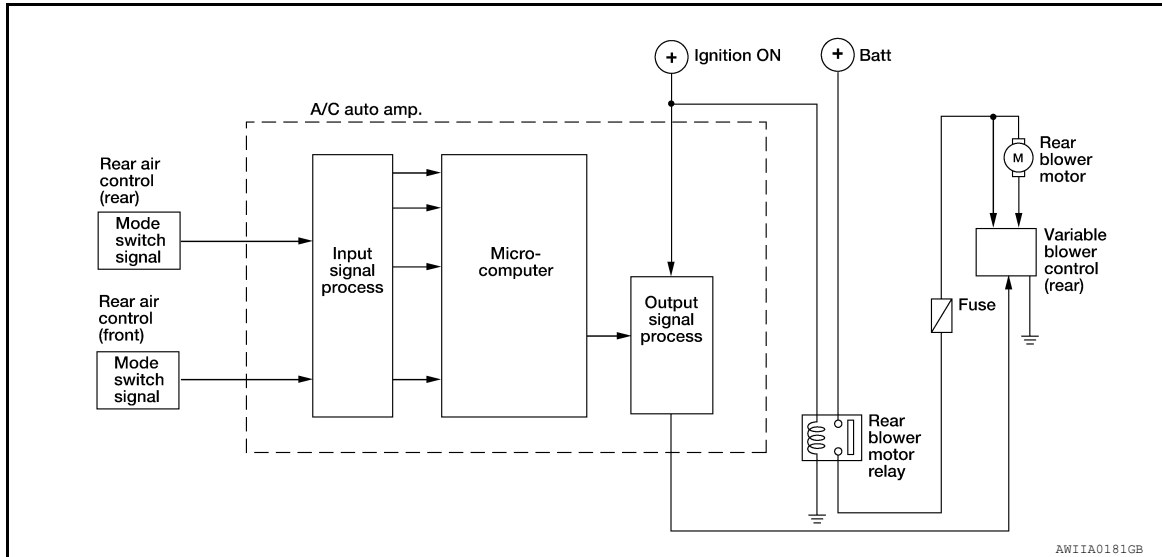 + Ignition ON
+ Batt
A/C auto amp.
Rear air
control
(rear)
Mode
switch
signal
Rear air
control
(front)
Mode
switch
signal
Input
signal
process
Micro-
computer
Output
signal
process
M
Rear
blower
motor
Variable
blower
control
(rear)
Fuse
Rear
blower
motor
relay
AWIIA0181GB